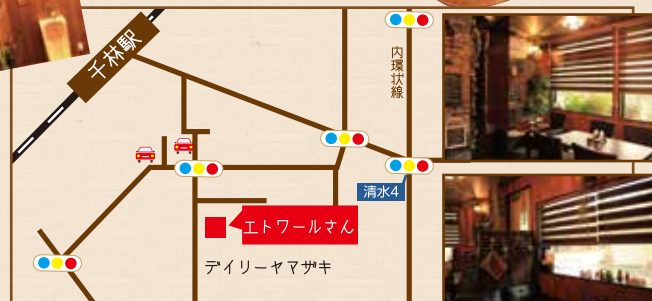 千林駅
内環状線
清水4
エトワールさん
デイリーヤマザキ